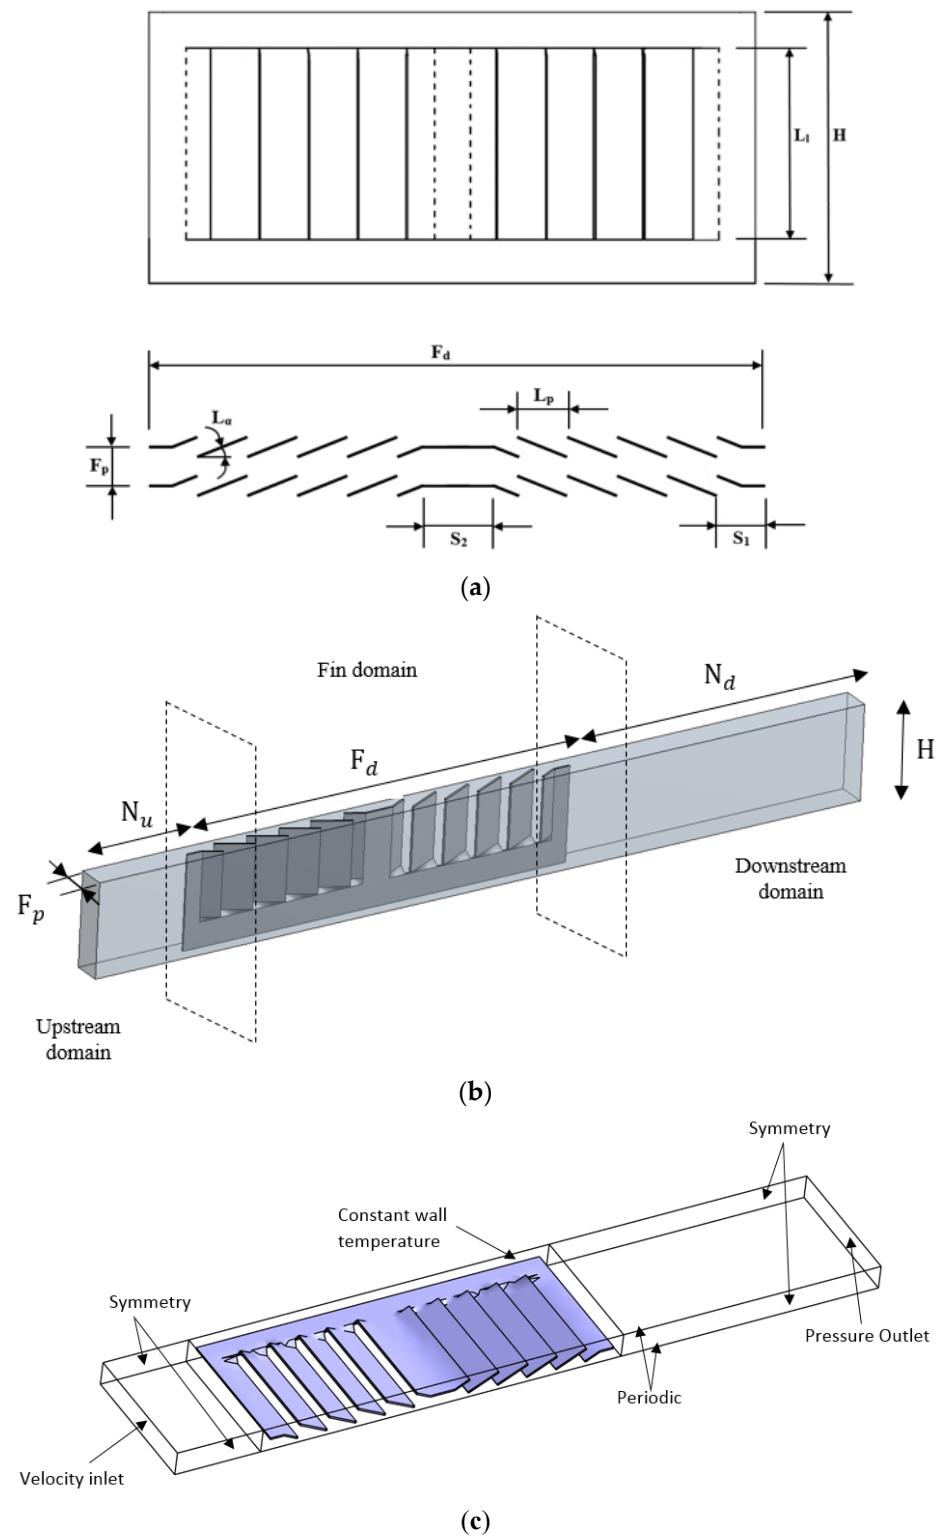 Lₗ
H
F_d
L_p
L_α
F_p
S₂
S₁
(a)
Fin domain
N_d
F_d
H
N_u
Downstream
domain
F_p
Upstream
domain
(b)
Symmetry
Constant wall
temperature
Symmetry
Pressure Outlet
Periodic
Velocity inlet
(c)